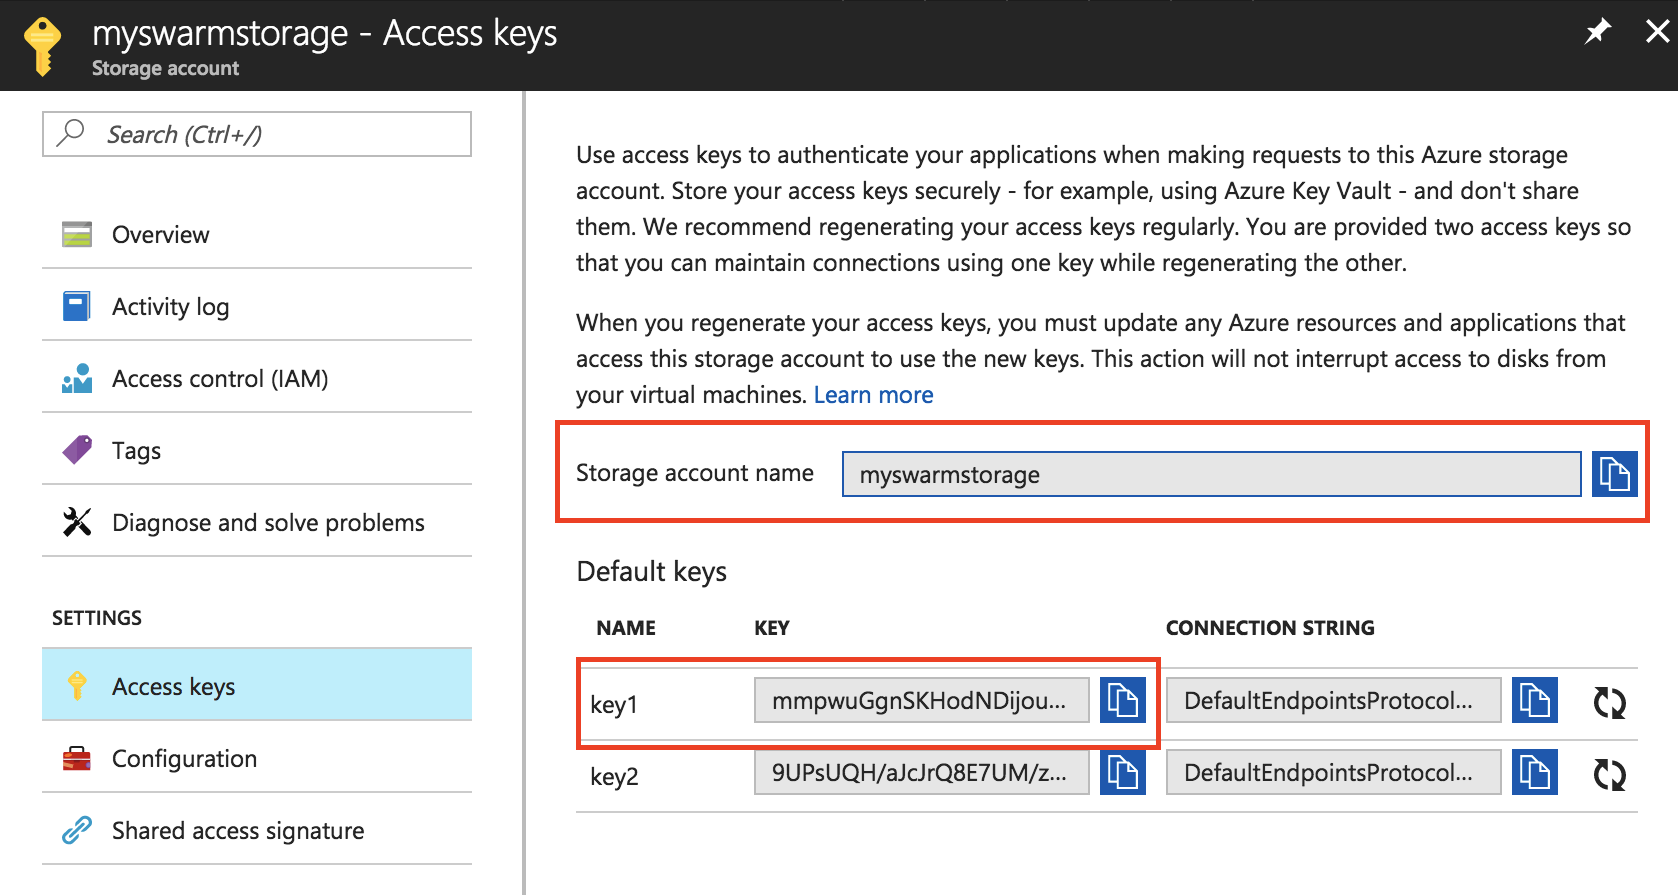 myswarmstorage - Access keys
Storage account
Search (Ctrl+/)
Overview
Activity log
Access control (IAM)
Tags
Diagnose and solve problems
SETTINGS
Access keys
Configuration
Shared access signature
Use access keys to authenticate your applications when making requests to this Azure storage
account. Store your access keys securely - for example, using Azure Key Vault - and don't share
them. We recommend regenerating your access keys regularly. You are provided two access keys so
that you can maintain connections using one key while regenerating the other.
When you regenerate your access keys, you must update any Azure resources and applications that
access this storage account to use the new keys. This action will not interrupt access to disks from
your virtual machines. Learn more
Storage account name myswarmstorage
Default keys
NAME KEY CONNECTION STRING
key1 mmpwuGgnSKHodNDijou... DefaultEndpointsProtocol...
key2 9UPsUQH/aJcJrQ8E7UM/z... DefaultEndpointsProtocol...